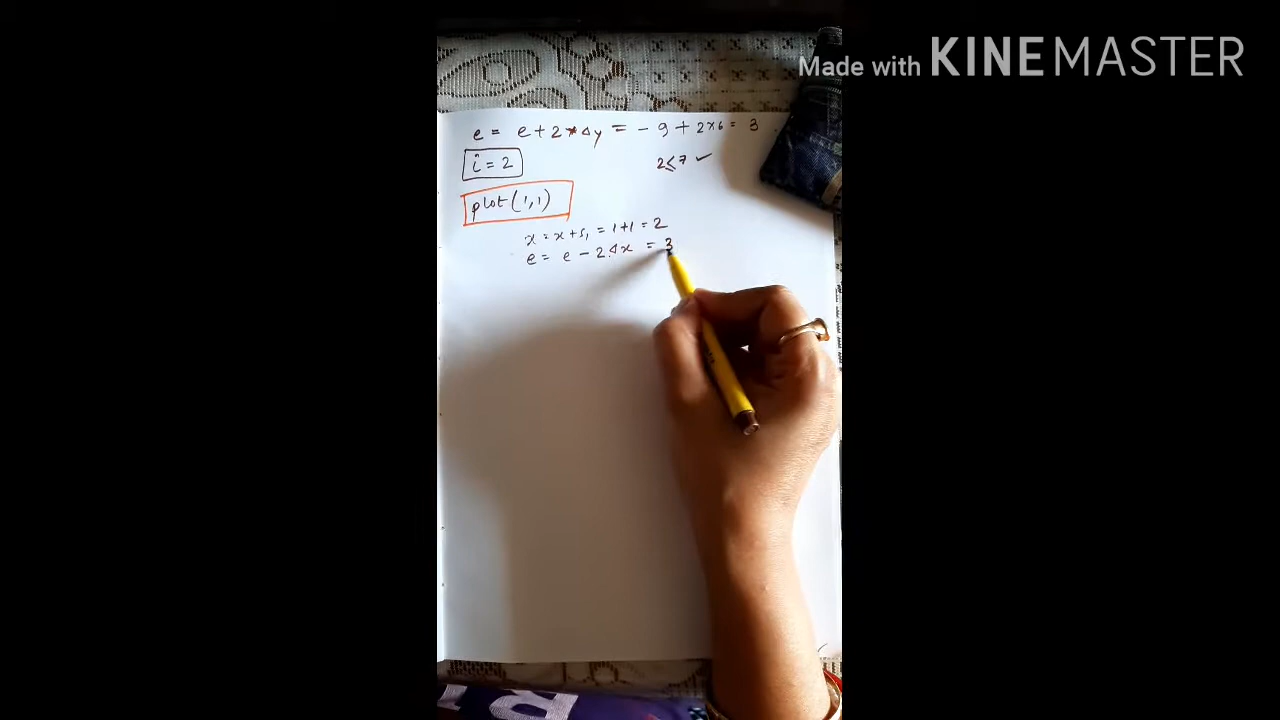 Made with KINEMASTER
e = e + 2 * Δy = - 9 + 2 × 6 = 3 .
i = 2
2 ≤ 7 ✓
plot (1,1)
x = x + s₁ = 1 + 1 = 2
e = e - 2.Δx = 3